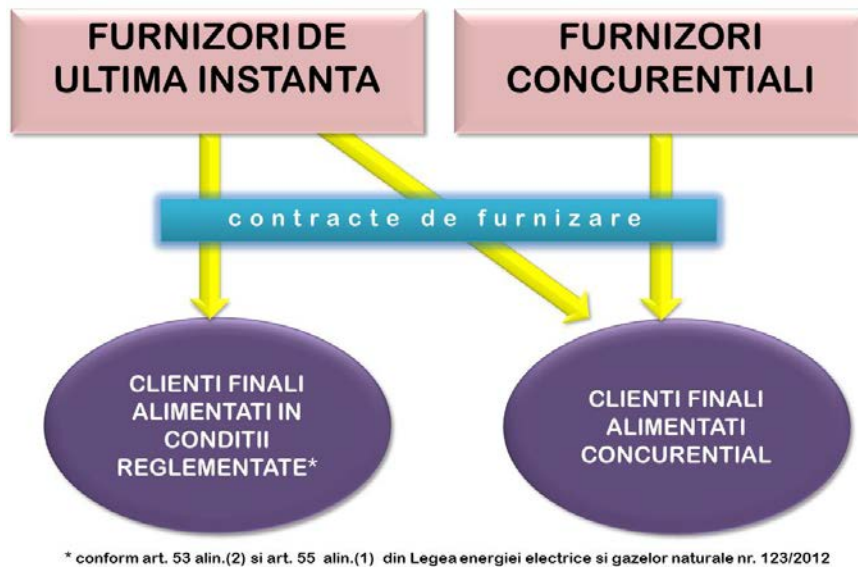 FURNIZORI DE
ULTIMA INSTANTA
FURNIZORI
CONCURENTIALI
contracte de furnizare
CLIENTI FINALI
ALIMENTATI IN
CONDITII
REGLEMENTATE*
CLIENTI FINALI
ALIMENTATI
CONCURENTIAL
* conform art. 53 alin.(2) si art. 55 alin.(1) din Legea energiei electrice si gazelor naturale nr. 123/2012